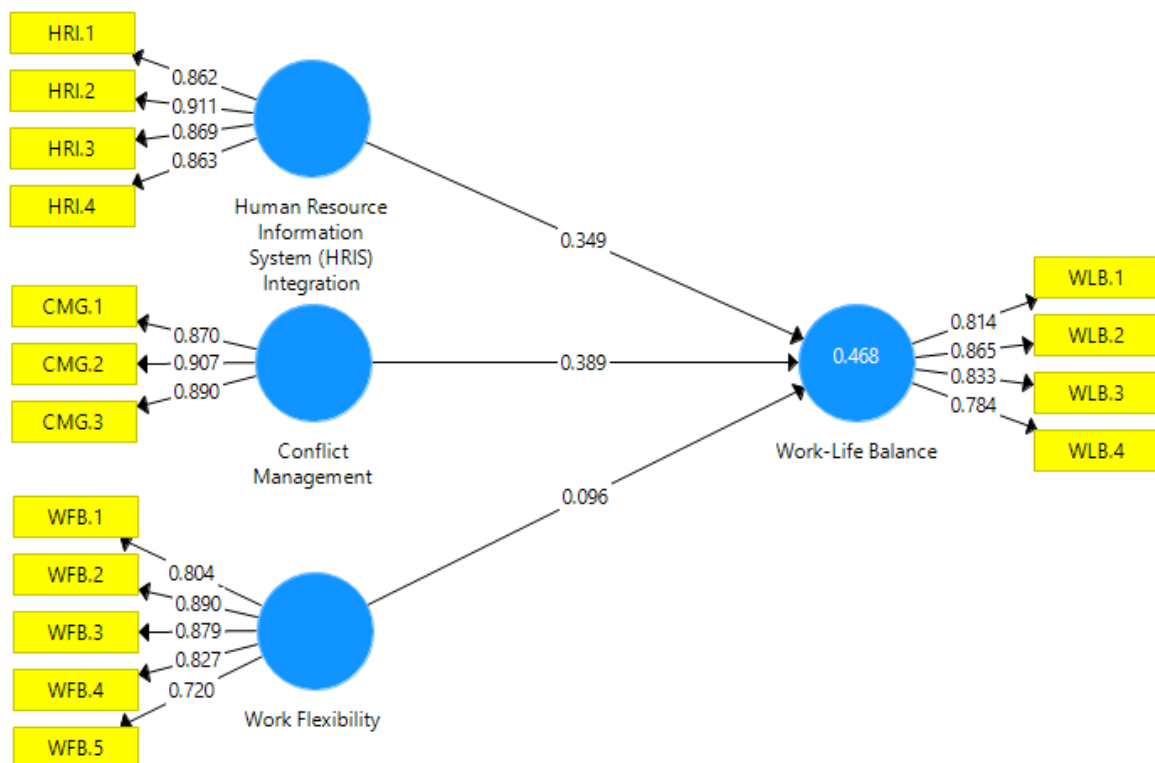 HRI.1
HRI.2
HRI.3
HRI.4
0.862
0.911
0.869
0.863
Human Resource
Information
System (HRIS)
Integration
0.349
CMG.1
CMG.2
CMG.3
0.870
0.907
0.890
Conflict
Management
0.389
WFB.1
WFB.2
WFB.3
WFB.4
WFB.5
0.804
0.890
0.879
0.827
0.720
Work Flexibility
0.096
0.468
Work-Life Balance
0.814
0.865
0.833
0.784
WLB.1
WLB.2
WLB.3
WLB.4